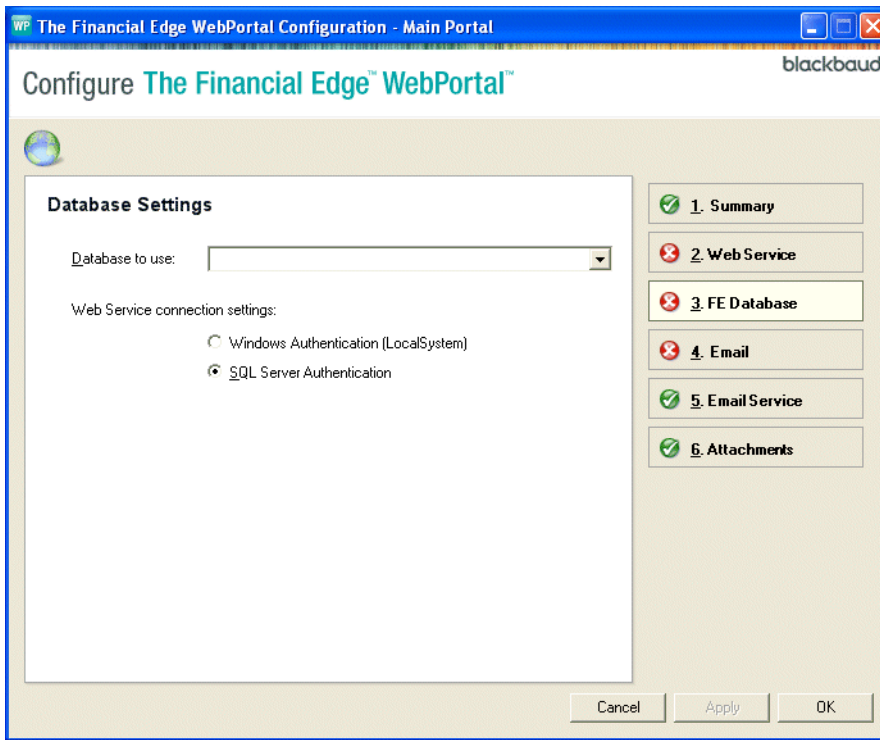 WP The Financial Edge WebPortal Configuration - Main Portal
Configure The Financial Edge™ WebPortal™
blackbaud
Database Settings
Database to use:
Web Service connection settings:
Windows Authentication (LocalSystem)
SQL Server Authentication
1. Summary
2. Web Service
3. FE Database
4. Email
5. Email Service
6. Attachments
Cancel
Apply
OK